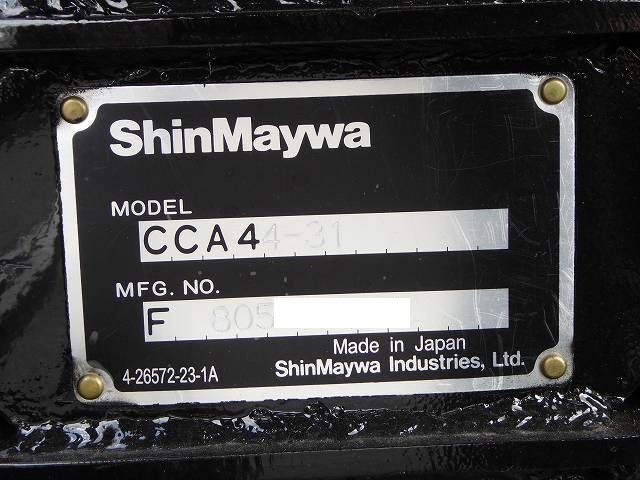 ShinMaywa
MODEL
CCA44-31
MFG. NO.
F 805
Made in Japan
4-26572-23-1A
ShinMaywa Industries, Ltd.